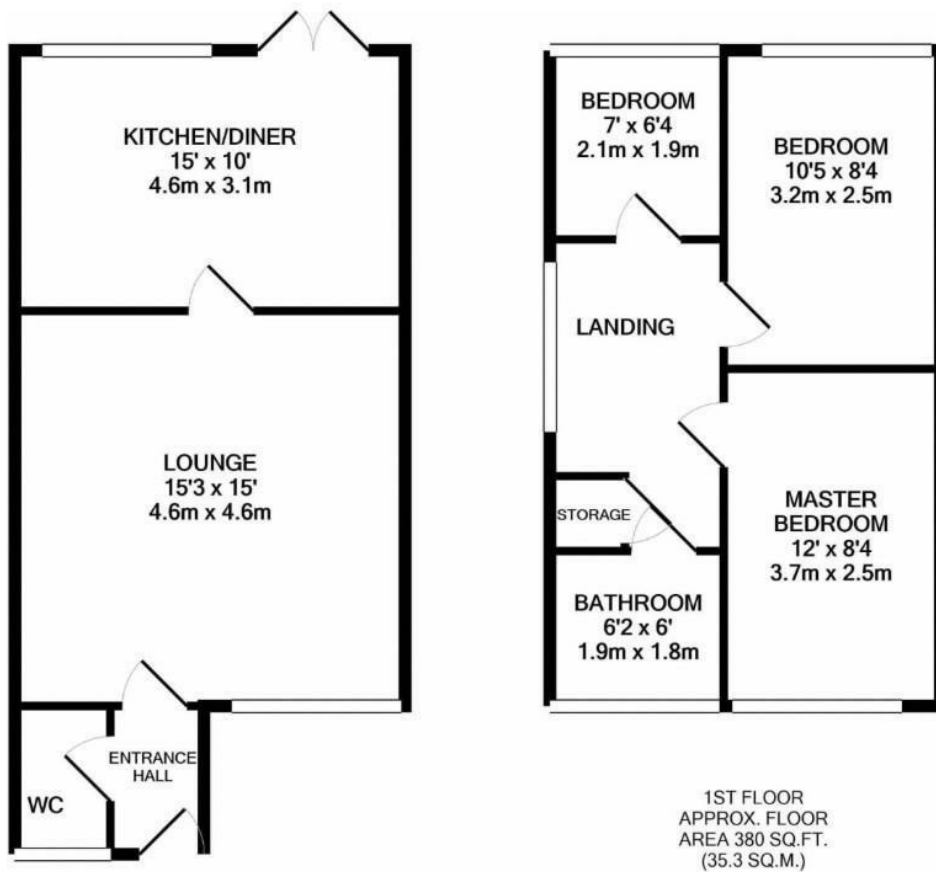 KITCHEN/DINER
15' x 10'
4.6m x 3.1m
LOUNGE
15'3 x 15'
4.6m x 4.6m
ENTRANCE
HALL
WC
BEDROOM
7' x 6'4
2.1m x 1.9m
BEDROOM
10'5 x 8'4
3.2m x 2.5m
LANDING
STORAGE
MASTER
BEDROOM
12' x 8'4
3.7m x 2.5m
BATHROOM
6'2 x 6'
1.9m x 1.8m
1ST FLOOR
APPROX. FLOOR
AREA 380 SQ.FT.
(35.3 SQ.M.)